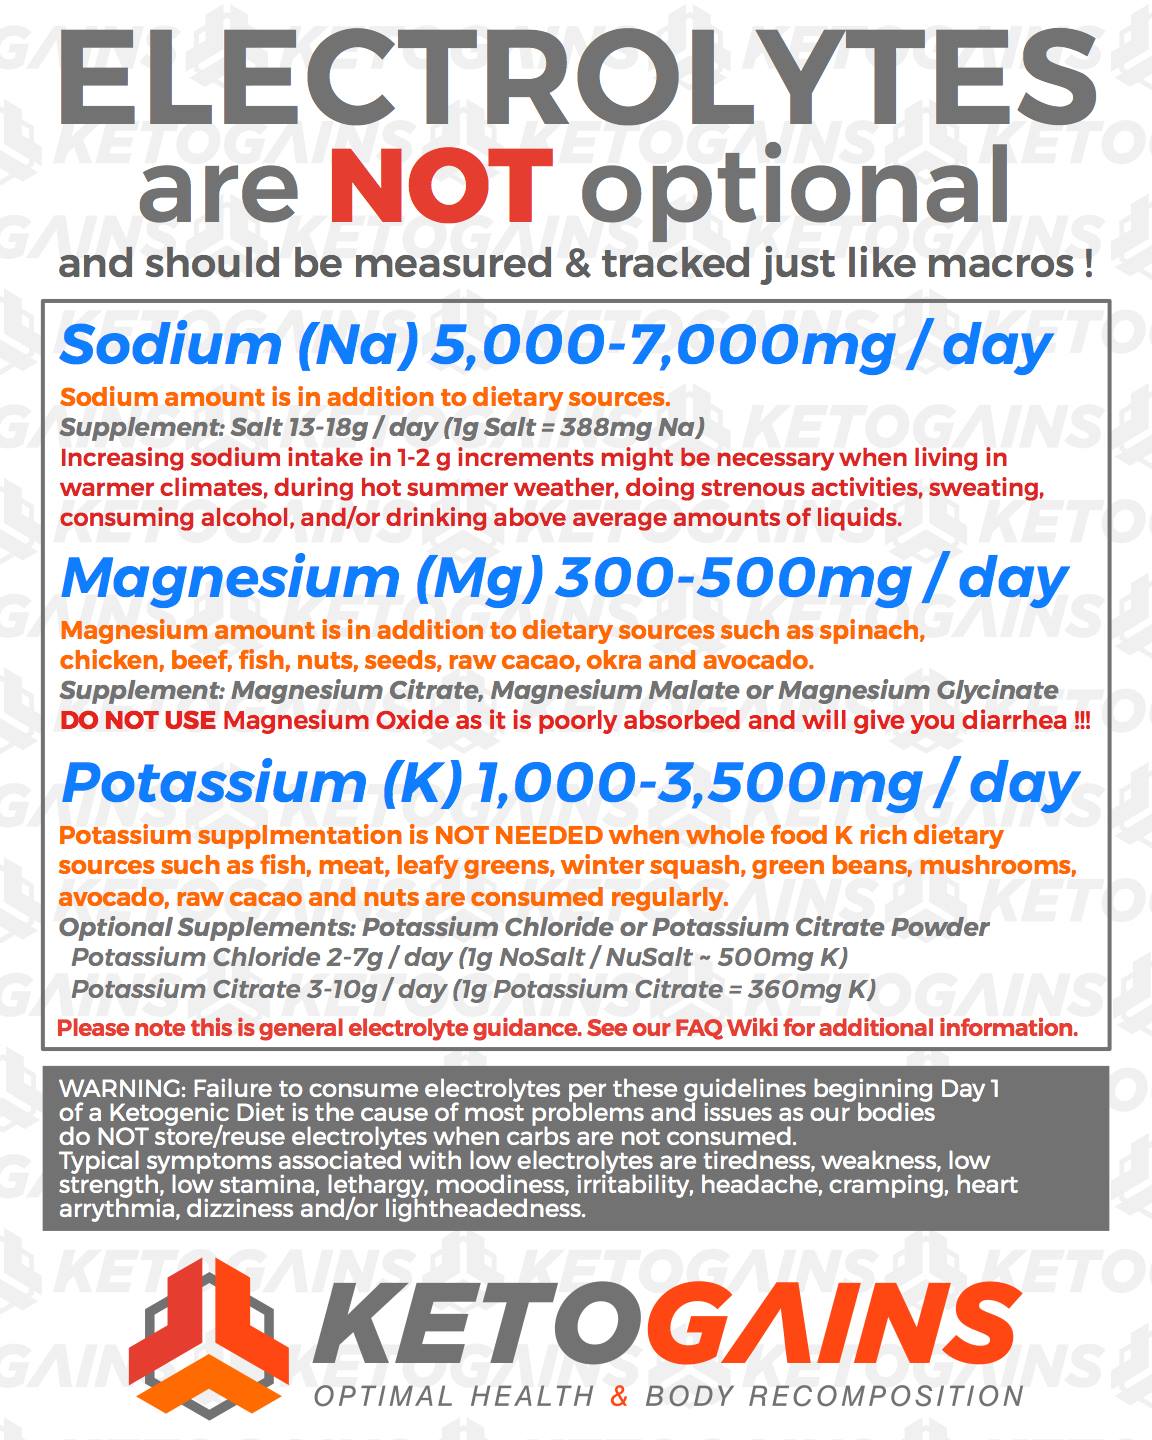 ELECTROLYTES
are NOT optional
and should be measured & tracked just like macros !
Sodium (Na) 5,000-7,000mg / day
Sodium amount is in addition to dietary sources.
Supplement: Salt 13-18g / day (1g Salt = 388mg Na)
Increasing sodium intake in 1-2 g increments might be necessary when living in
warmer climates, during hot summer weather, doing strenous activities, sweating,
consuming alcohol, and/or drinking above average amounts of liquids.
Magnesium (Mg) 300-500mg / day
Magnesium amount is in addition to dietary sources such as spinach,
chicken, beef, fish, nuts, seeds, raw cacao, okra and avocado.
Supplement: Magnesium Citrate, Magnesium Malate or Magnesium Glycinate
DO NOT USE Magnesium Oxide as it is poorly absorbed and will give you diarrhea !!!
Potassium (K) 1,000-3,500mg / day
Potassium supplmentation is NOT NEEDED when whole food K rich dietary
sources such as fish, meat, leafy greens, winter squash, green beans, mushrooms,
avocado, raw cacao and nuts are consumed regularly.
Optional Supplements: Potassium Chloride or Potassium Citrate Powder
Potassium Chloride 2-7g / day (1g NoSalt / NuSalt ~ 500mg K)
Potassium Citrate 3-10g / day (1g Potassium Citrate = 360mg K)
Please note this is general electrolyte guidance. See our FAQ Wiki for additional information.
WARNING: Failure to consume electrolytes per these guidelines beginning Day 1
of a Ketogenic Diet is the cause of most problems and issues as our bodies
do NOT store/reuse electrolytes when carbs are not consumed.
Typical symptoms associated with low electrolytes are tiredness, weakness, low
strength, low stamina, lethargy, moodiness, irritability, headache, cramping, heart
arrythmia, dizziness and/or lightheadedness.
KETOGAINS
OPTIMAL HEALTH & BODY RECOMPOSITION